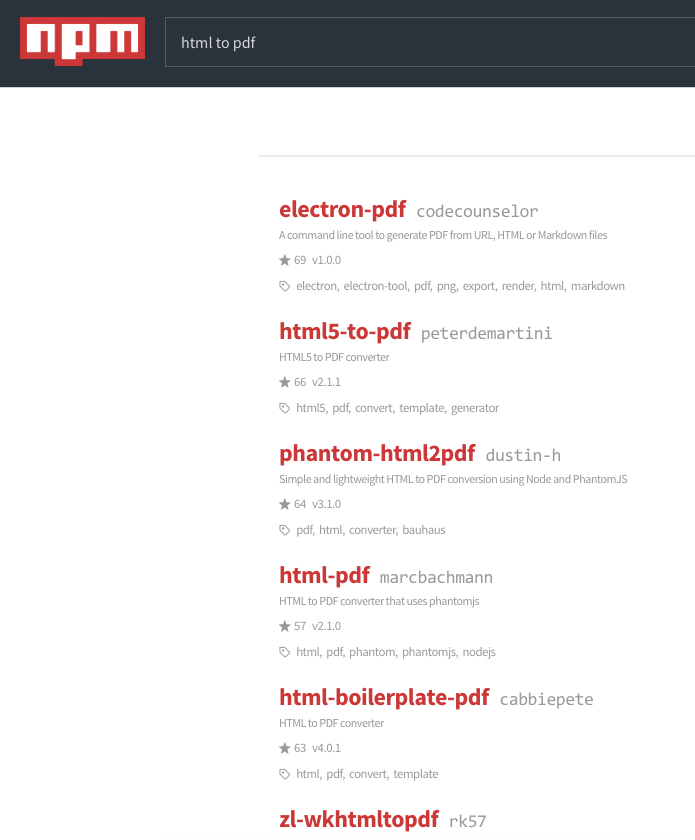 npm
html to pdf
electron-pdf codecounselor
A command line tool to generate PDF from URL, HTML or Markdown files
★ 69 v1.0.0
electron, electron-tool, pdf, png, export, render, html, markdown
html5-to-pdf peterdemartini
HTML5 to PDF converter
★ 66 v2.1.1
html5, pdf, convert, template, generator
phantom-html2pdf dustin-h
Simple and lightweight HTML to PDF conversion using Node and PhantomJS
★ 64 v3.1.0
pdf, html, converter, bauhaus
html-pdf marcbachmann
HTML to PDF converter that uses phantomjs
★ 57 v2.1.0
html, pdf, phantom, phantomjs, nodejs
html-boilerplate-pdf cabbiepete
HTML to PDF converter
★ 63 v4.0.1
html, pdf, convert, template
zl-wkhtmltopdf rk57